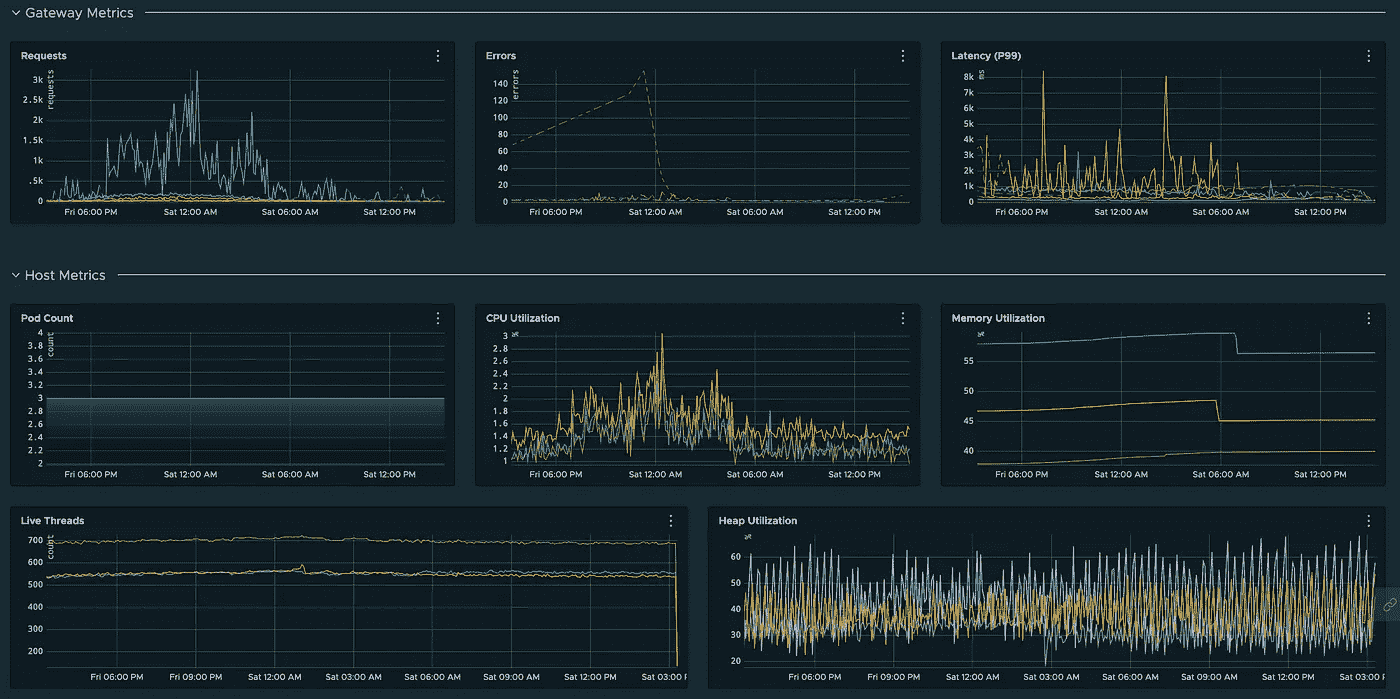 Gateway Metrics
Requests
requests
3k
2.5k
2k
1.5k
1k
.5k
0
Fri 06:00 PM Sat 12:00 AM Sat 06:00 AM Sat 12:00 PM
Errors
errors
140
120
100
80
60
40
20
0
Fri 06:00 PM Sat 12:00 AM Sat 06:00 AM Sat 12:00 PM
Latency (P99)
ms
8k
7k
6k
5k
4k
3k
2k
1k
0
Fri 06:00 PM Sat 12:00 AM Sat 06:00 AM Sat 12:00 PM
Host Metrics
Pod Count
count
4
3.8
3.6
3.4
3.2
3
2.8
2.6
2.4
2.2
2
Fri 06:00 PM Sat 12:00 AM Sat 06:00 AM Sat 12:00 PM
CPU Utilization
%
3
2.8
2.6
2.4
2.2
2
1.8
1.6
1.4
1.2
1
Fri 06:00 PM Sat 12:00 AM Sat 06:00 AM Sat 12:00 PM
Memory Utilization
%
55
50
45
40
Fri 06:00 PM Sat 12:00 AM Sat 06:00 AM Sat 12:00 PM
Live Threads
count
700
600
500
400
300
200
Fri 06:00 PM Fri 09:00 PM Sat 12:00 AM Sat 03:00 AM Sat 06:00 AM Sat 09:00 AM Sat 12:00 PM Sat 03:00 P
Heap Utilization
%
60
50
40
30
20
Fri 06:00 PM Fri 09:00 PM Sat 12:00 AM Sat 03:00 AM Sat 06:00 AM Sat 09:00 AM Sat 12:00 PM Sat 03:00 P